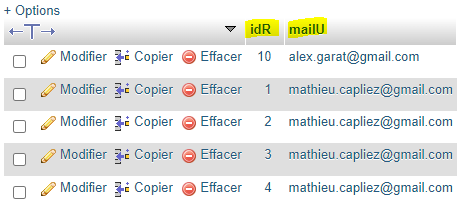 + Options
←T→ idR mailU
Modifier Copier Effacer 10 alex.garat@gmail.com
Modifier Copier Effacer 1 mathieu.capliez@gmail.com
Modifier Copier Effacer 2 mathieu.capliez@gmail.com
Modifier Copier Effacer 3 mathieu.capliez@gmail.com
Modifier Copier Effacer 4 mathieu.capliez@gmail.com